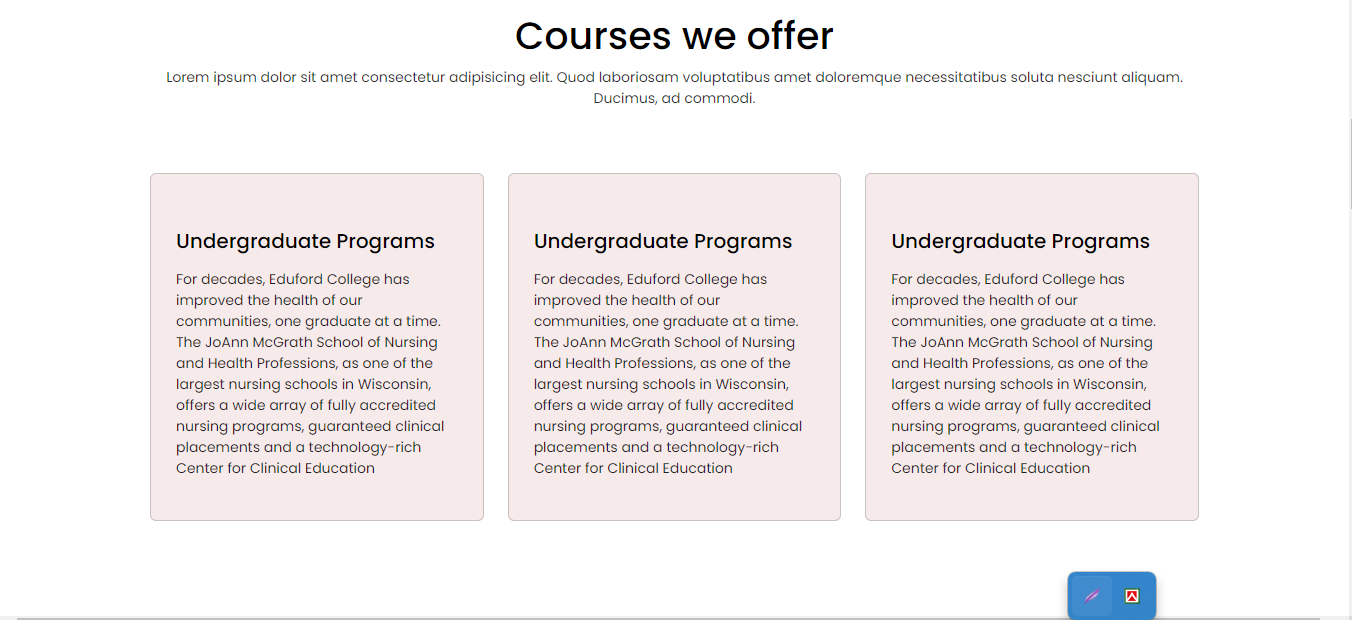 Courses we offer
Lorem ipsum dolor sit amet consectetur adipisicing elit. Quod laboriosam voluptatibus amet doloremque necessitatibus soluta nesciunt aliquam.
Ducimus, ad commodi.
Undergraduate Programs
For decades, Eduford College has
improved the health of our
communities, one graduate at a time.
The JoAnn McGrath School of Nursing
and Health Professions, as one of the
largest nursing schools in Wisconsin,
offers a wide array of fully accredited
nursing programs, guaranteed clinical
placements and a technology-rich
Center for Clinical Education
Undergraduate Programs
For decades, Eduford College has
improved the health of our
communities, one graduate at a time.
The JoAnn McGrath School of Nursing
and Health Professions, as one of the
largest nursing schools in Wisconsin,
offers a wide array of fully accredited
nursing programs, guaranteed clinical
placements and a technology-rich
Center for Clinical Education
Undergraduate Programs
For decades, Eduford College has
improved the health of our
communities, one graduate at a time.
The JoAnn McGrath School of Nursing
and Health Professions, as one of the
largest nursing schools in Wisconsin,
offers a wide array of fully accredited
nursing programs, guaranteed clinical
placements and a technology-rich
Center for Clinical Education